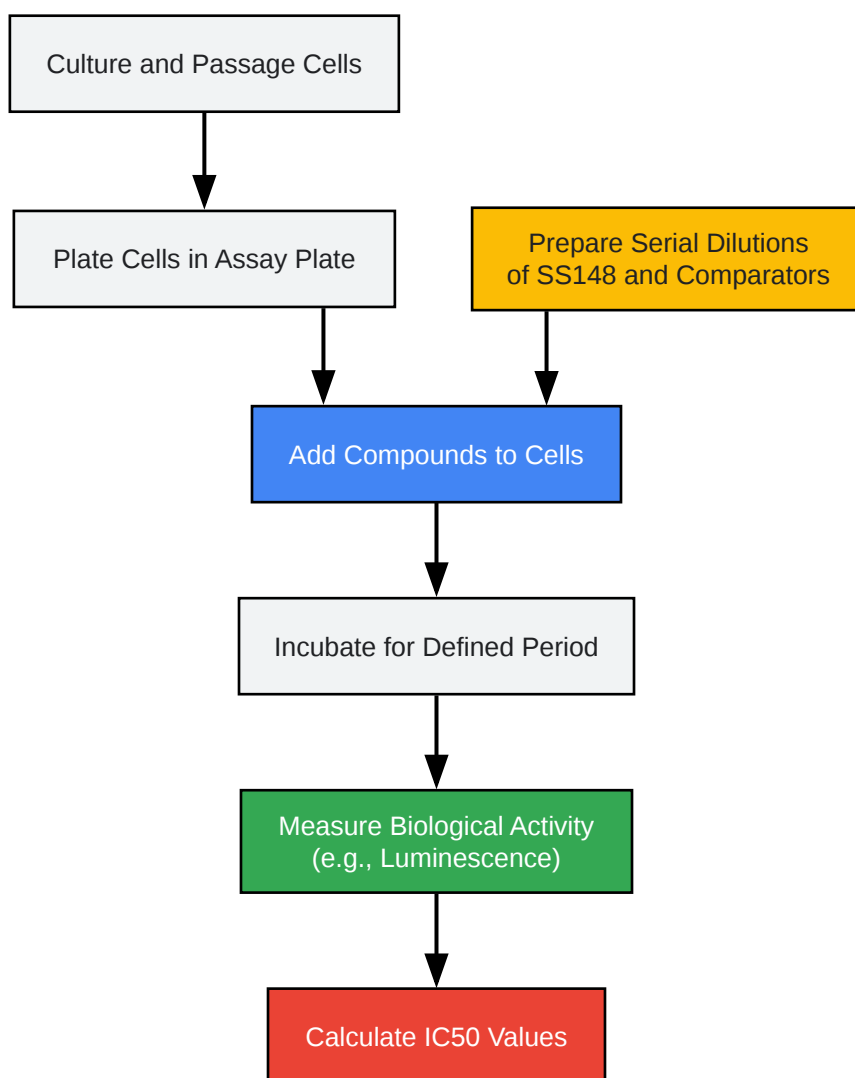 Culture and Passage Cells
Plate Cells in Assay Plate
Prepare Serial Dilutions
of SS148 and Comparators
Add Compounds to Cells
Incubate for Defined Period
Measure Biological Activity
(e.g., Luminescence)
Calculate IC50 Values